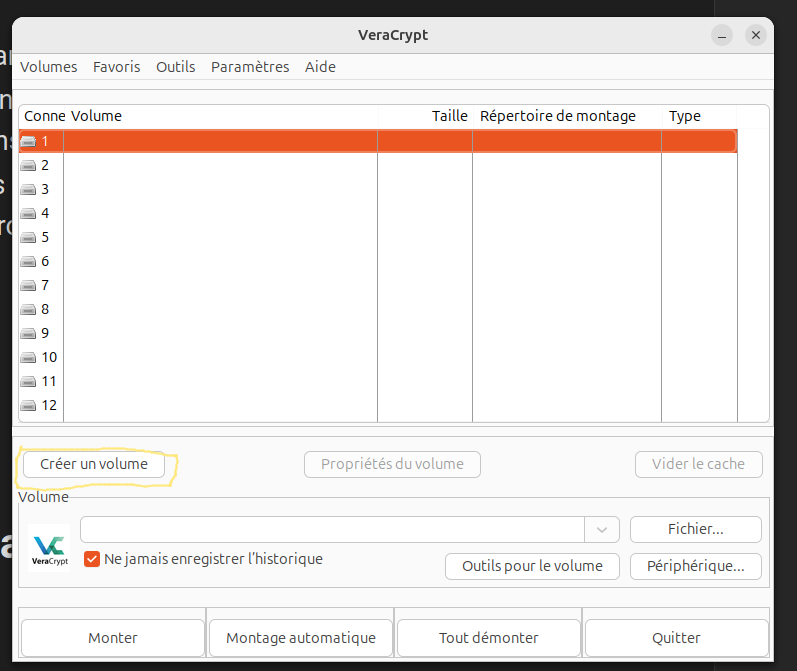 VeraCrypt
Volumes Favoris Outils Paramètres Aide
Conne Volume Taille Répertoire de montage Type
1
2
3
4
5
6
7
8
9
10
11
12
Créer un volume Propriétés du volume Vider le cache
Volume
Fichier...
VeraCrypt
Ne jamais enregistrer l'historique
Outils pour le volume Périphérique...
Monter Montage automatique Tout démonter Quitter